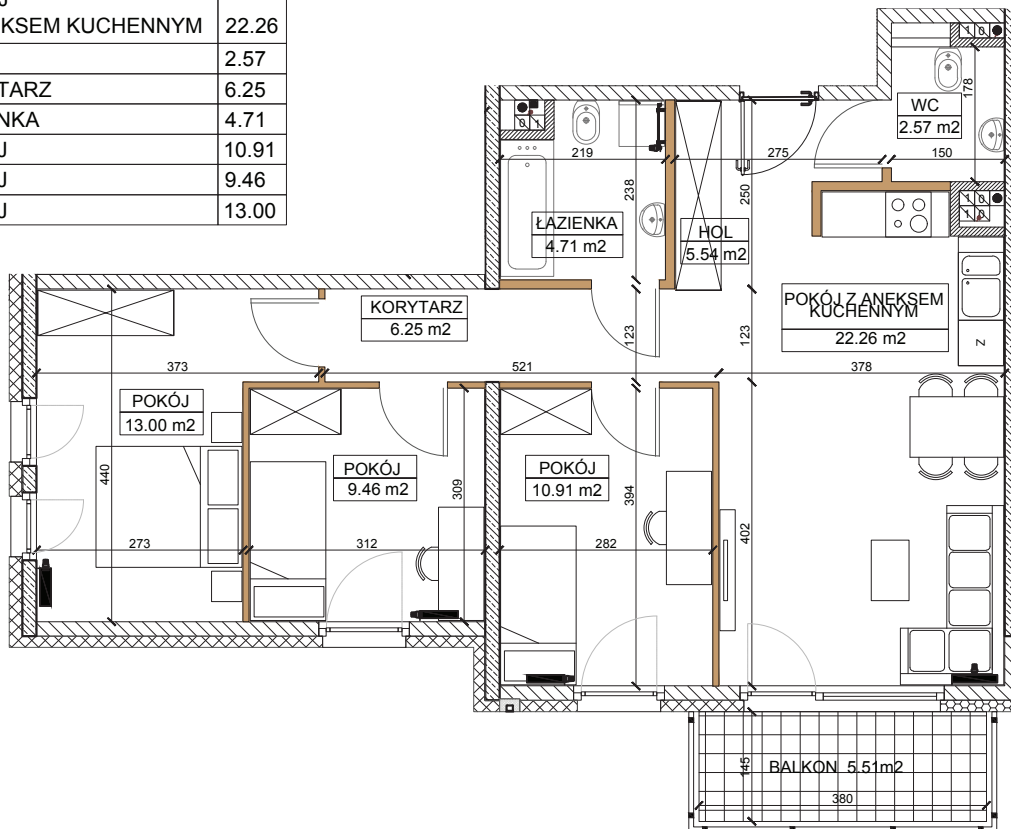 KSEM KUCHENNYM 22.26
2.57
TARZ 6.25
NKA 4.71
J 10.91
J 9.46
J 13.00
WC
2.57 m2
178
219
275
150
238
250
ŁAZIENKA
4.71 m2
HOL
5.54 m2
KORYTARZ
6.25 m2
POKÓJ Z ANEKSEM
KUCHENNYM
22.26 m2
123
123
Z
373
521
378
POKÓJ
13.00 m2
POKÓJ
9.46 m2
POKÓJ
10.91 m2
440
309
394
402
273
312
282
BALKON 5.51m2
145
380